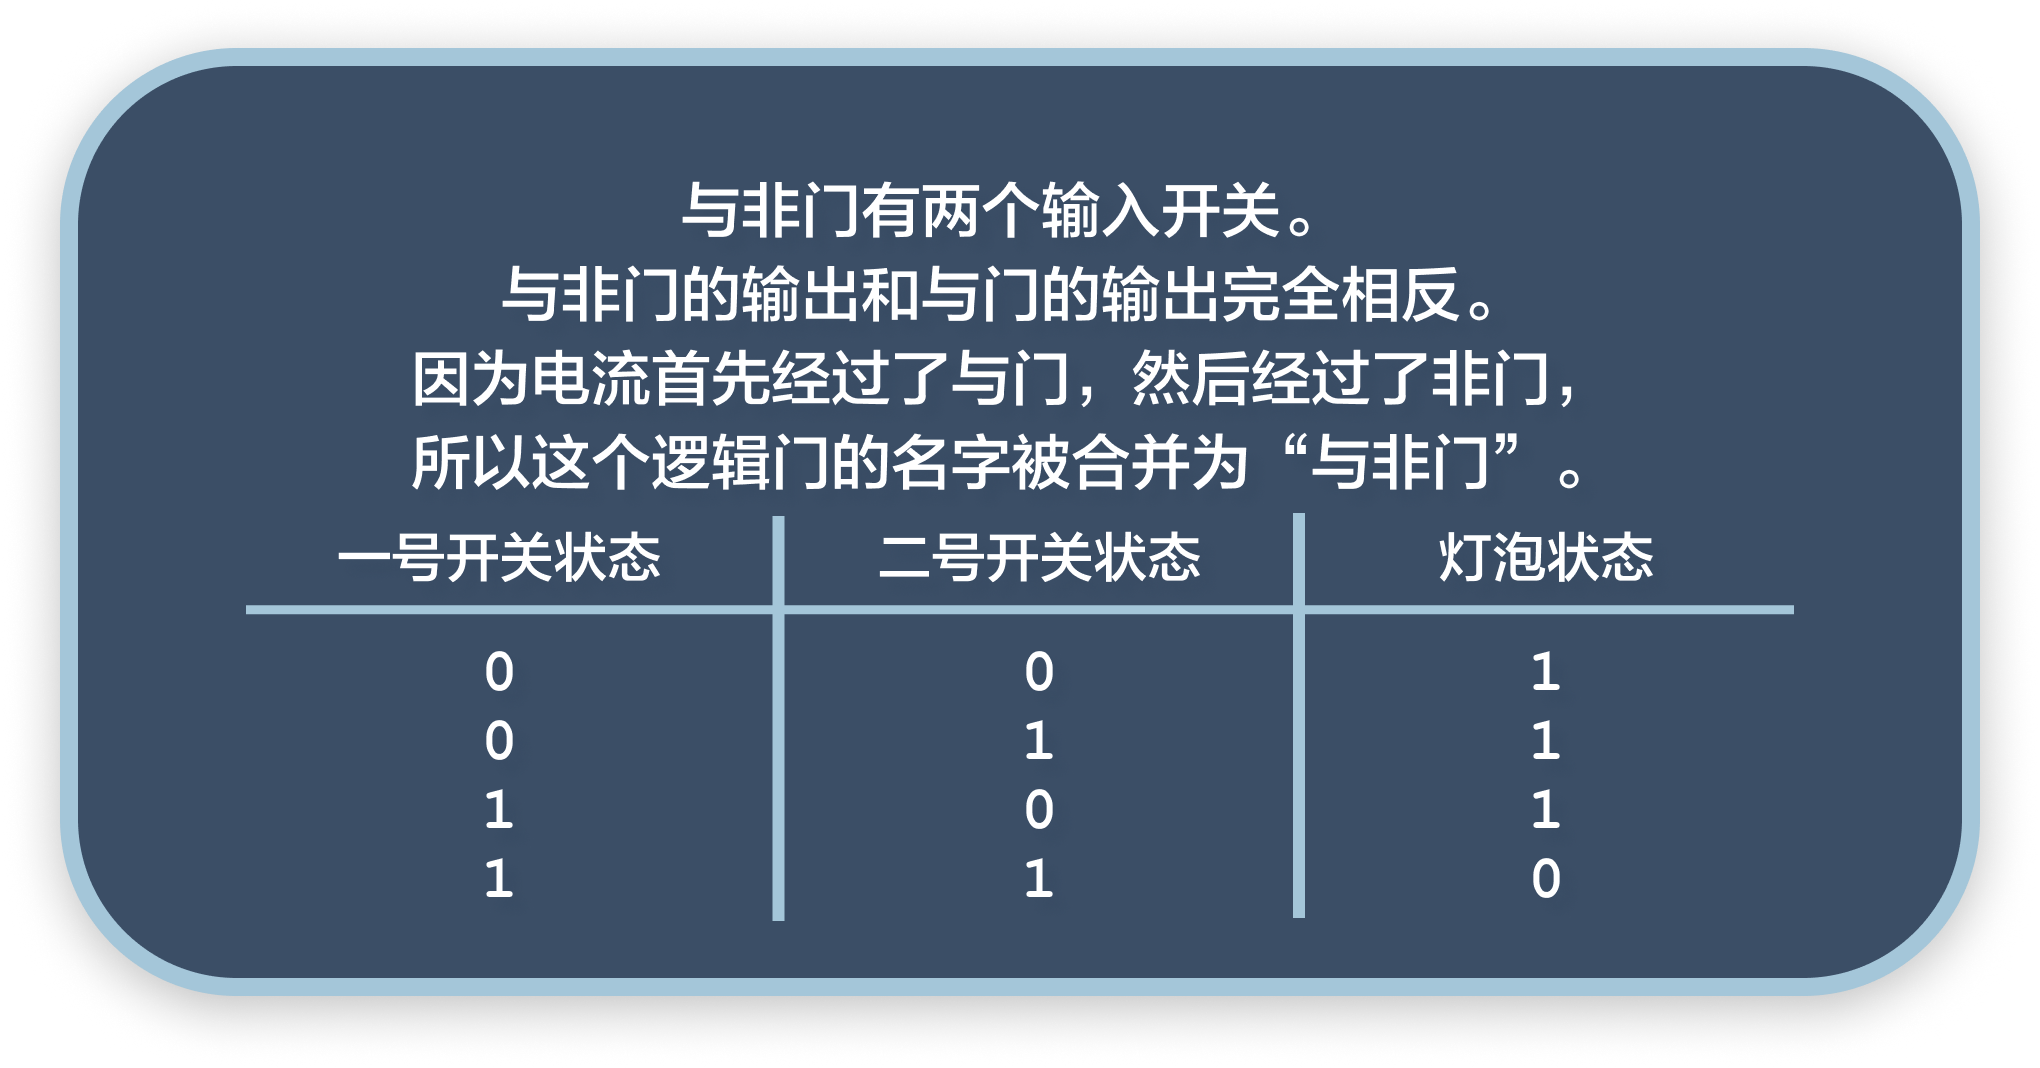 与非门有两个输入开关。
与非门的输出和与门的输出完全相反。
因为电流首先经过了与门，然后经过了非门，
所以这个逻辑门的名字被合并为“与非门”。
一号开关状态 二号开关状态 灯泡状态
0 0 1
0 1 1
1 0 1
1 1 0